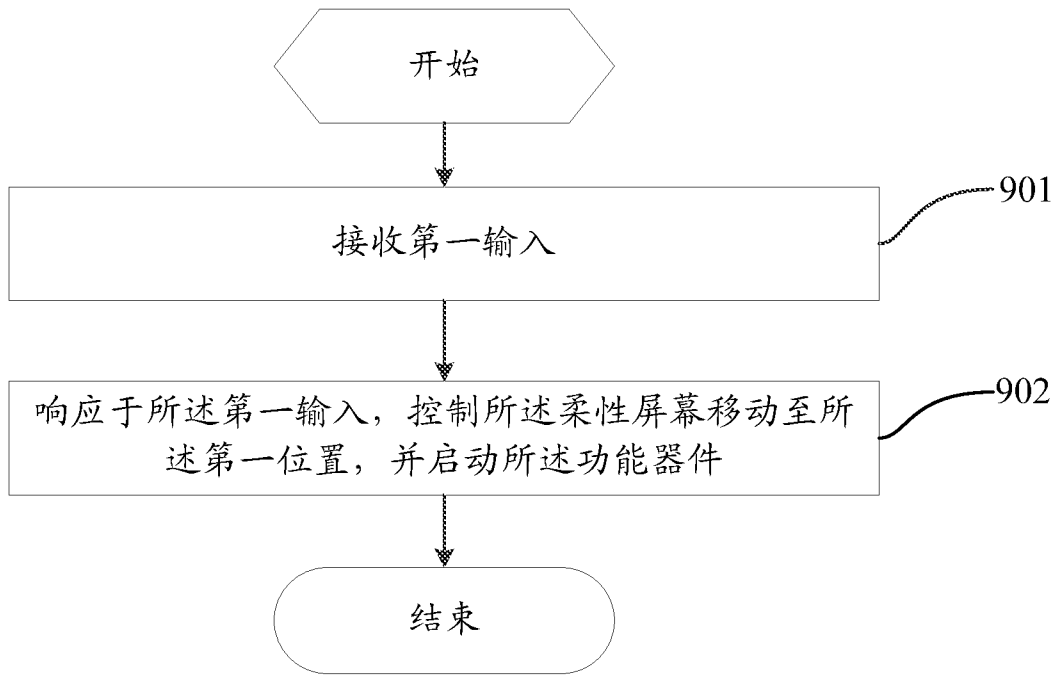 开始
901
接收第一输入
902
响应于所述第一输入，控制所述柔性屏幕移动至所
述第一位置，并启动所述功能器件
结束